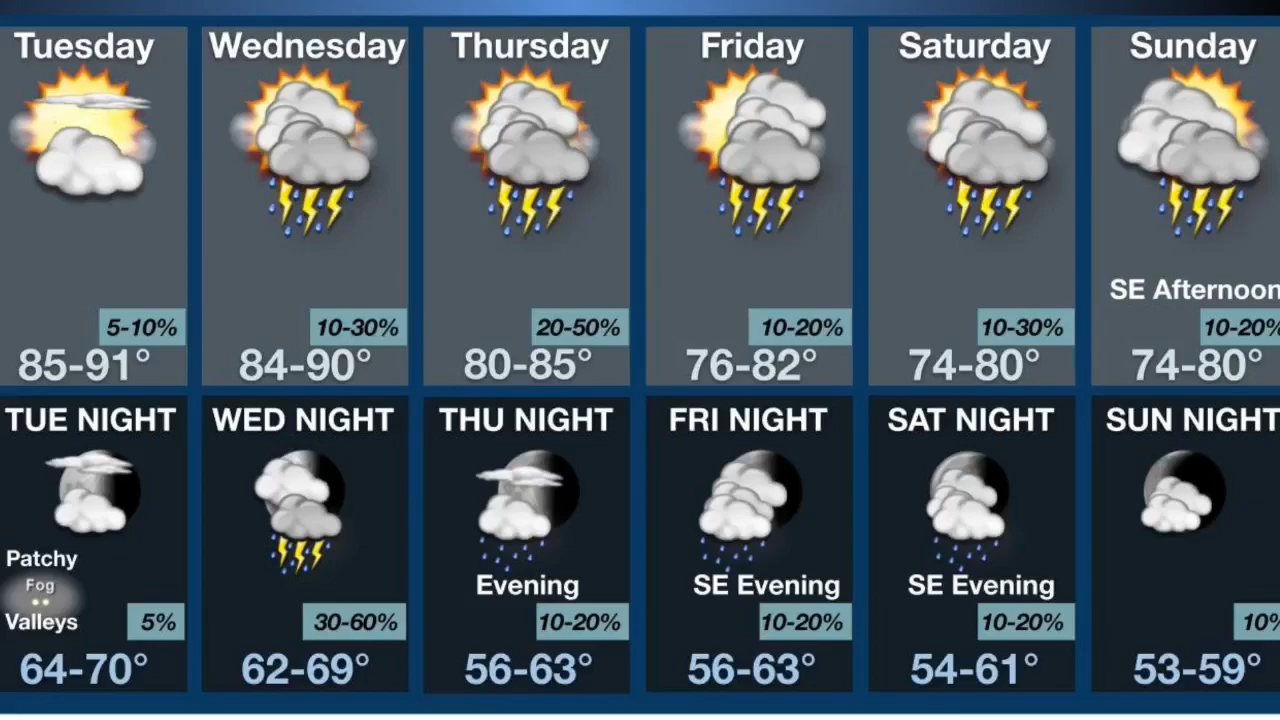 Tuesday
5-10%
85-91°
Wednesday
10-30%
84-90°
Thursday
20-50%
80-85°
Friday
10-20%
76-82°
Saturday
10-30%
74-80°
Sunday
SE Afternoon
10-20%
74-80°
TUE NIGHT
Patchy
Fog
Valleys
5%
64-70°
WED NIGHT
30-60%
62-69°
THU NIGHT
Evening
10-20%
56-63°
FRI NIGHT
SE Evening
10-20%
56-63°
SAT NIGHT
SE Evening
10-20%
54-61°
SUN NIGHT
10%
53-59°